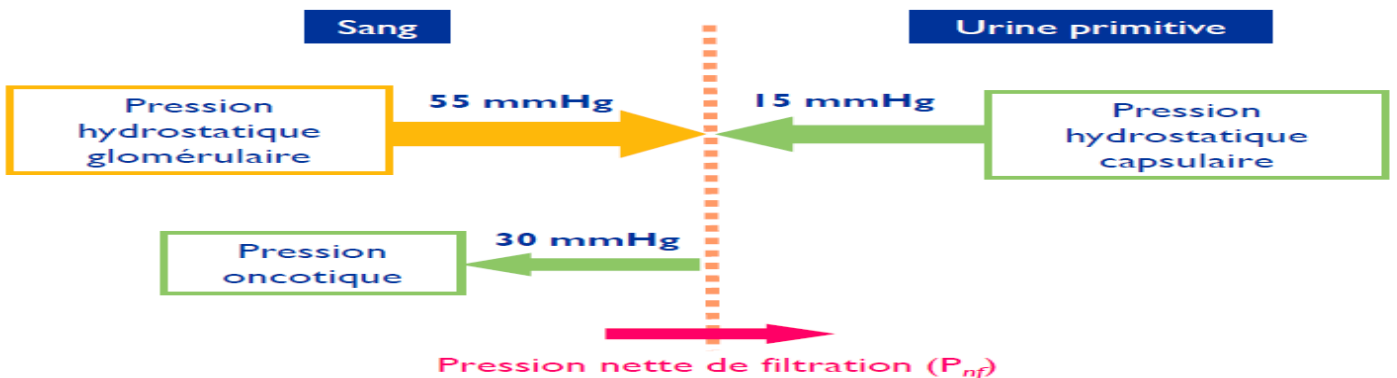 Sang
Urine primitive
Pression
hydrostatique
glomérulaire
55 mmHg
15 mmHg
Pression
hydrostatique
capsulaire
Pression
oncotique
30 mmHg
Pression nette de filtration (Pnf)